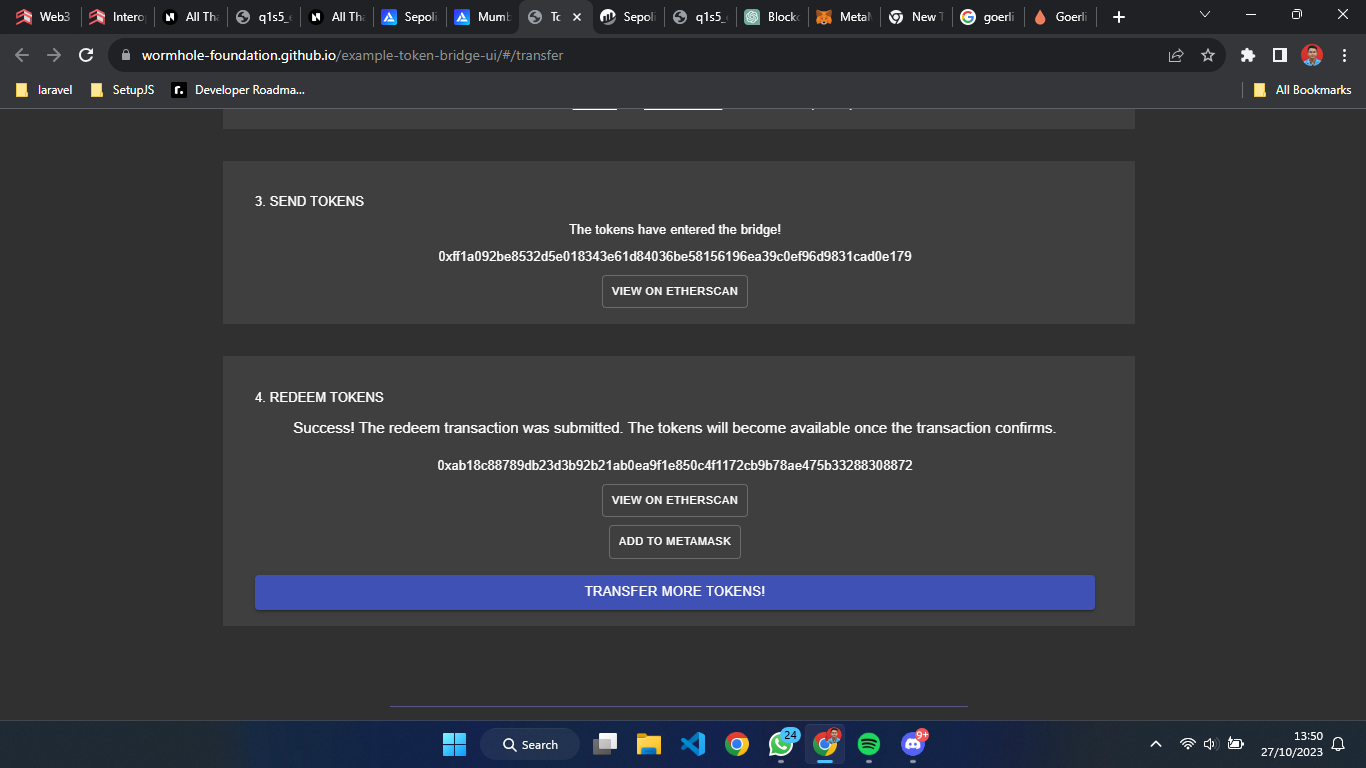 Web3
Interop
All Tha
q1s5_
All Tha
Sepoli
Mumb
To
Sepoli
q1s5_
Blockc
MetaM
New T
goerli
Goerli
wormhole-foundation.github.io/example-token-bridge-ui/#/transfer
laravel
SetupJS
Developer Roadma...
All Bookmarks
3. SEND TOKENS
The tokens have entered the bridge!
0xff1a092be8532d5e018343e61d84036be58156196ea39c0ef96d9831cad0e179
VIEW ON ETHERSCAN
4. REDEEM TOKENS
Success! The redeem transaction was submitted. The tokens will become available once the transaction confirms.
0xab18c88789db23d3b92b21ab0ea9f1e850c4f1172cb9b78ae475b33288308872
VIEW ON ETHERSCAN
ADD TO METAMASK
TRANSFER MORE TOKENS!
Search
24
9+
13:50
27/10/2023